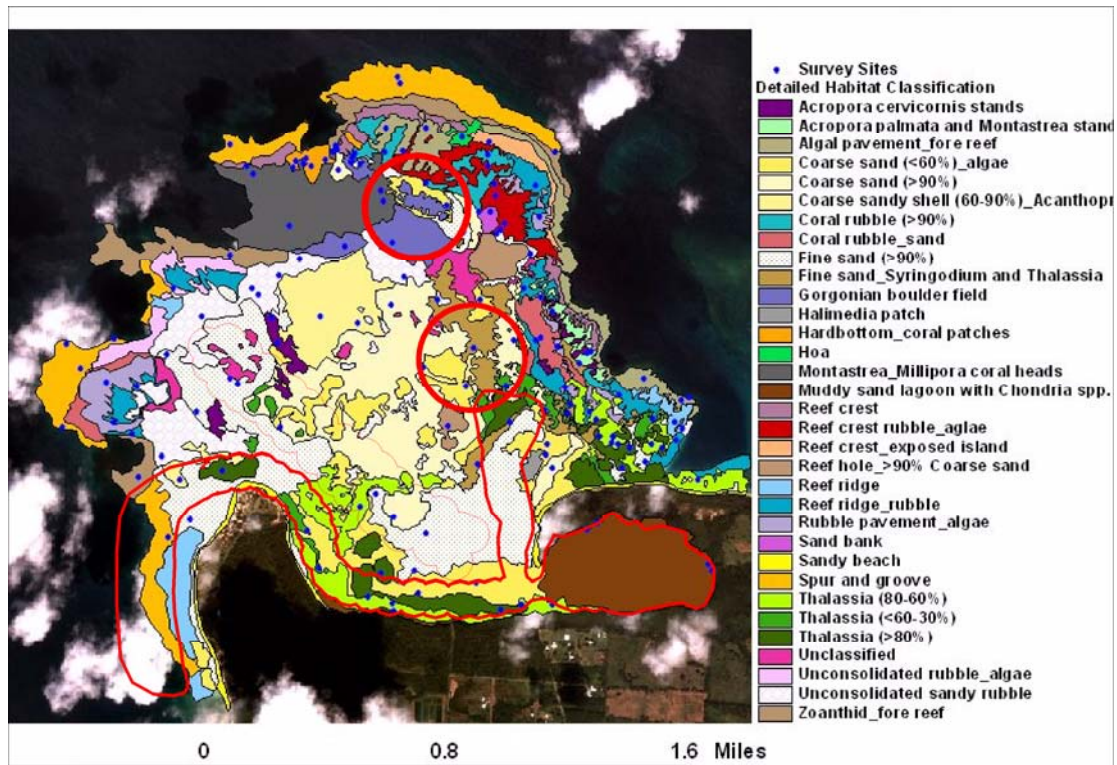 Survey Sites
Detailed Habitat Classification
Acropora cervicornis stands
Acropora palmata and Montastrea stand
Algal pavement_fore reef
Coarse sand (<60%)_algae
Coarse sand (>90%)
Coarse sandy shell (60-90%)_Acanthopr
Coral rubble (>90%)
Coral rubble_sand
Fine sand (>90%)
Fine sand_Syringodium and Thalassia
Gorgonian boulder field
Halimedia patch
Hardbottom_coral patches
Hoa
Montastrea_Millipora coral heads
Muddy sand lagoon with Chondria spp.
Reef crest
Reef crest rubble_aglae
Reef crest_exposed island
Reef hole_>90% Coarse sand
Reef ridge
Reef ridge_rubble
Rubble pavement_algae
Sand bank
Sandy beach
Spur and groove
Thalassia (80-60%)
Thalassia (<60-30%)
Thalassia (>80%)
Unclassified
Unconsolidated rubble_algae
Unconsolidated sandy rubble
Zoanthid_fore reef
0 0.8 1.6 Miles